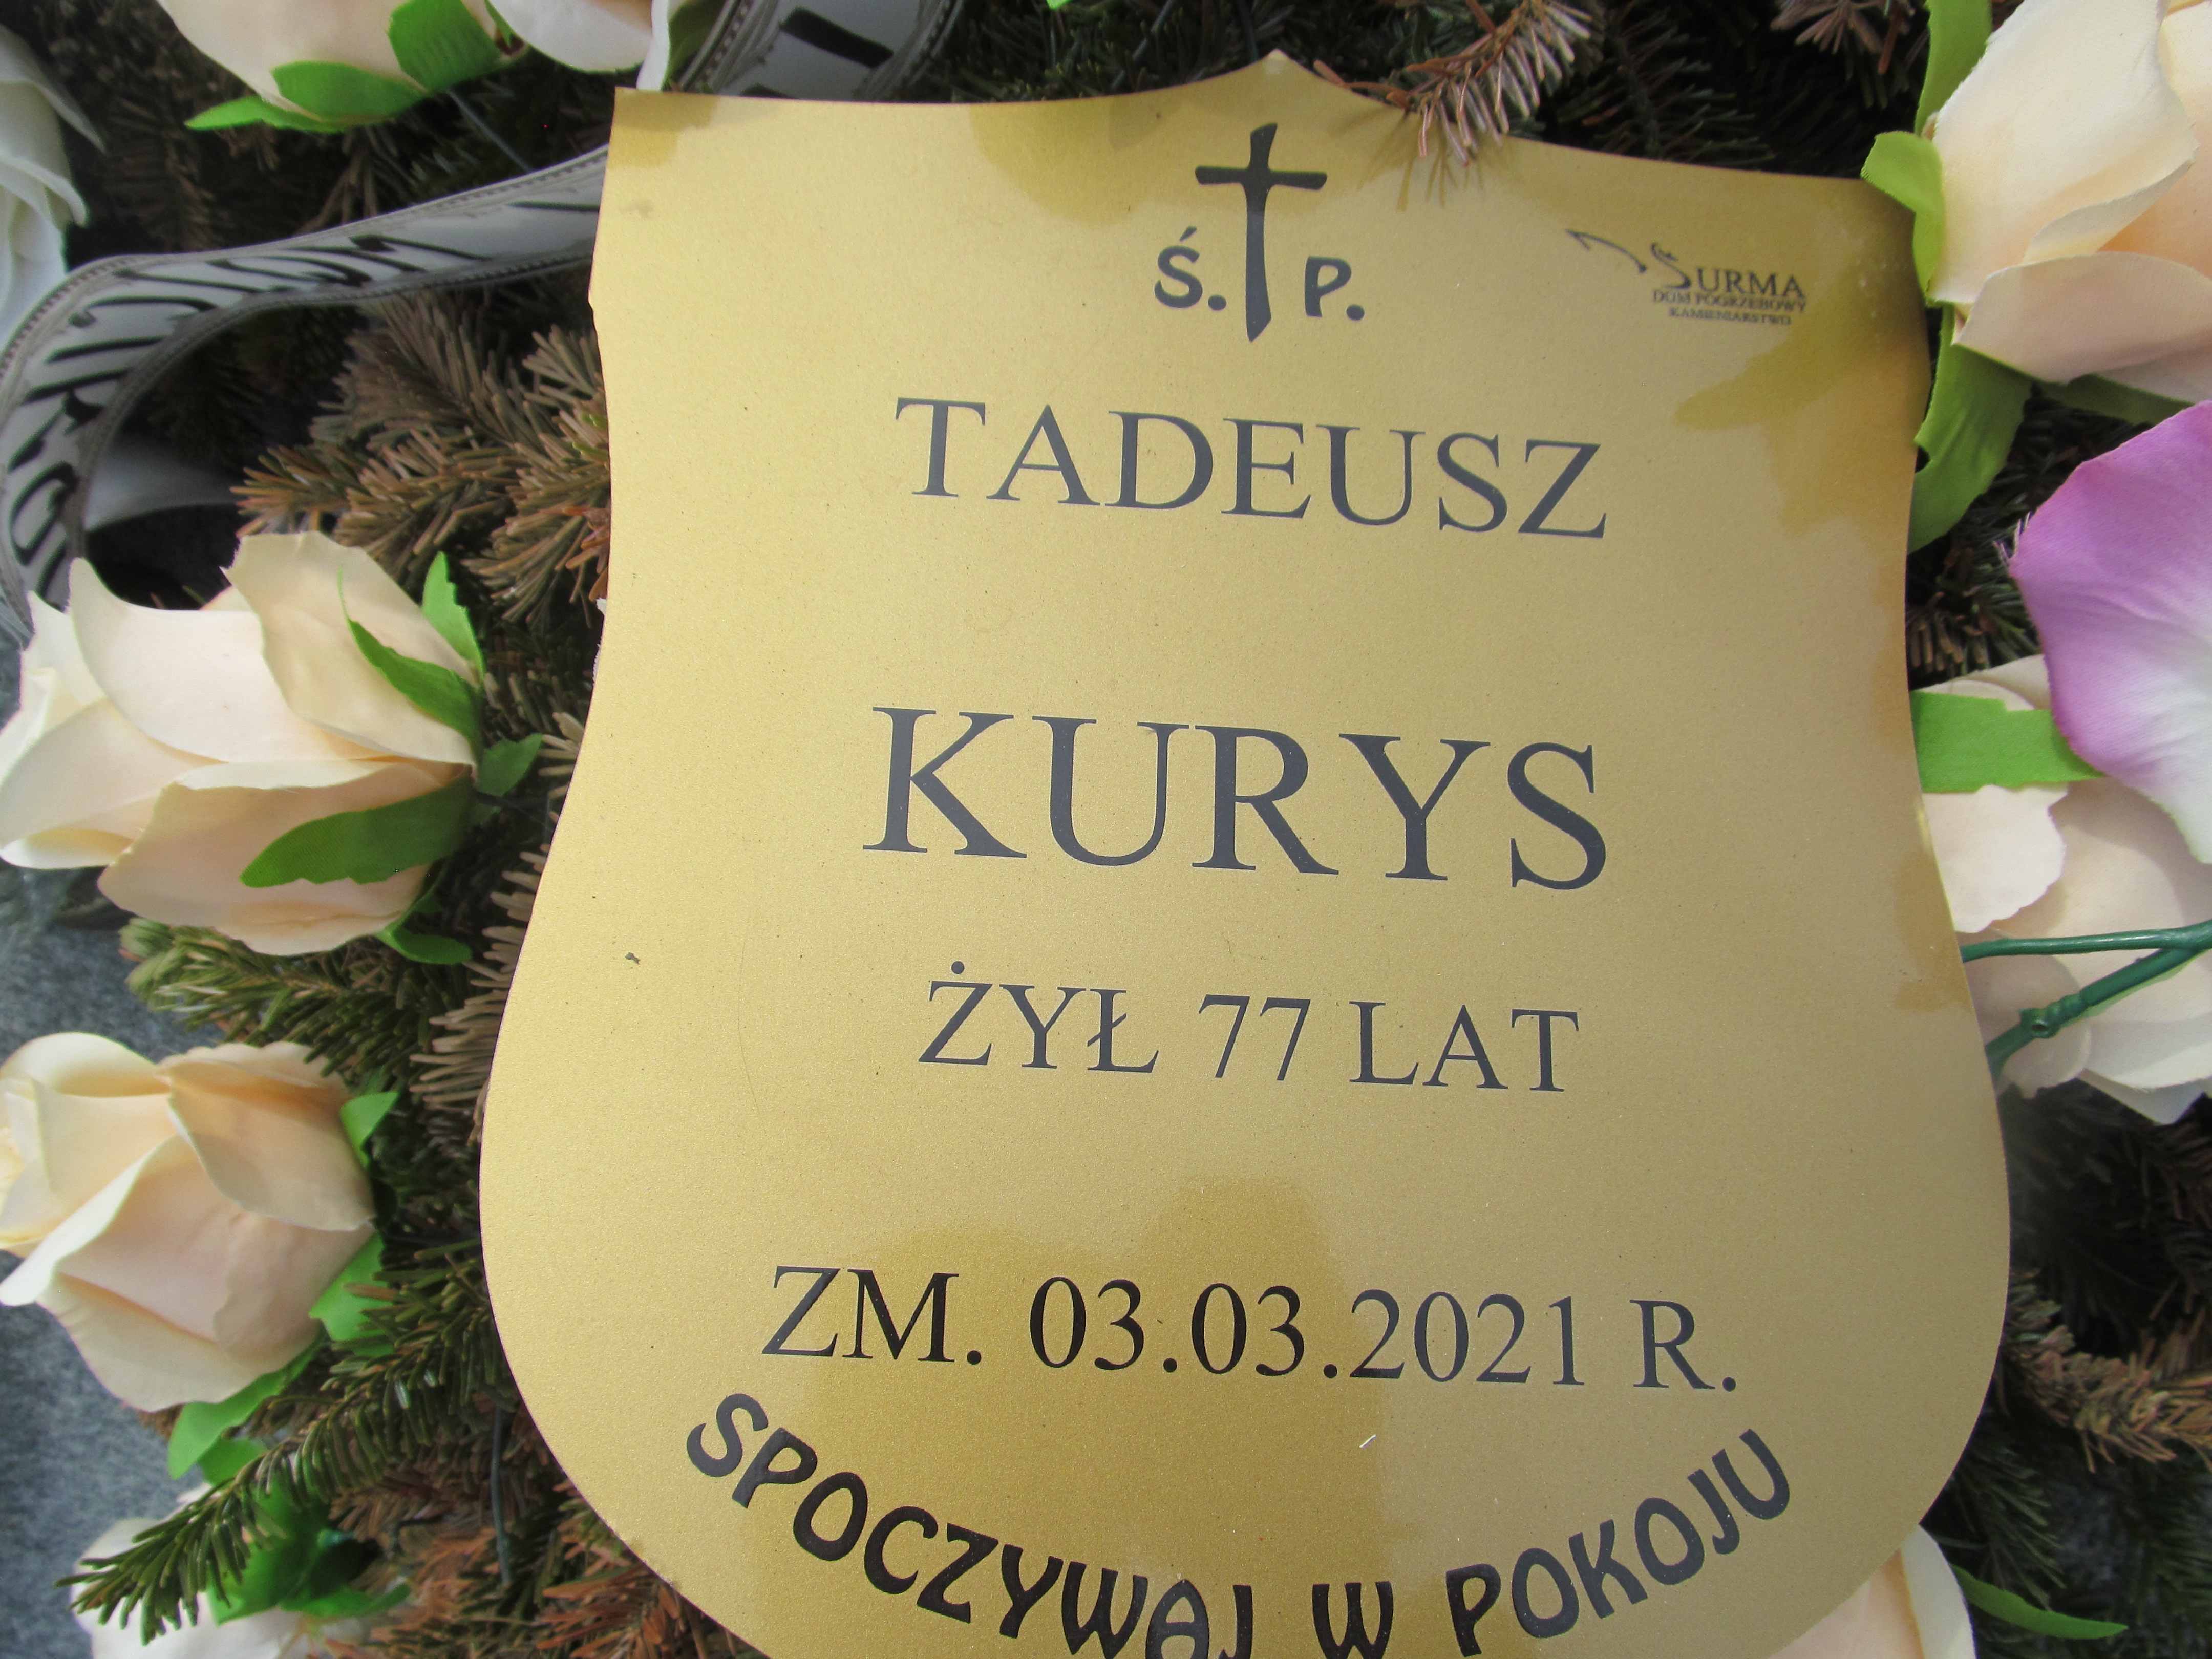 Ś. P.
SURMA
DOM POGRZEBOWY
KAMIENIARSTWO
TADEUSZ
KURYS
ŻYŁ 77 LAT
ZM. 03.03.2021 R.
SPOCZYWAJ W POKOJU